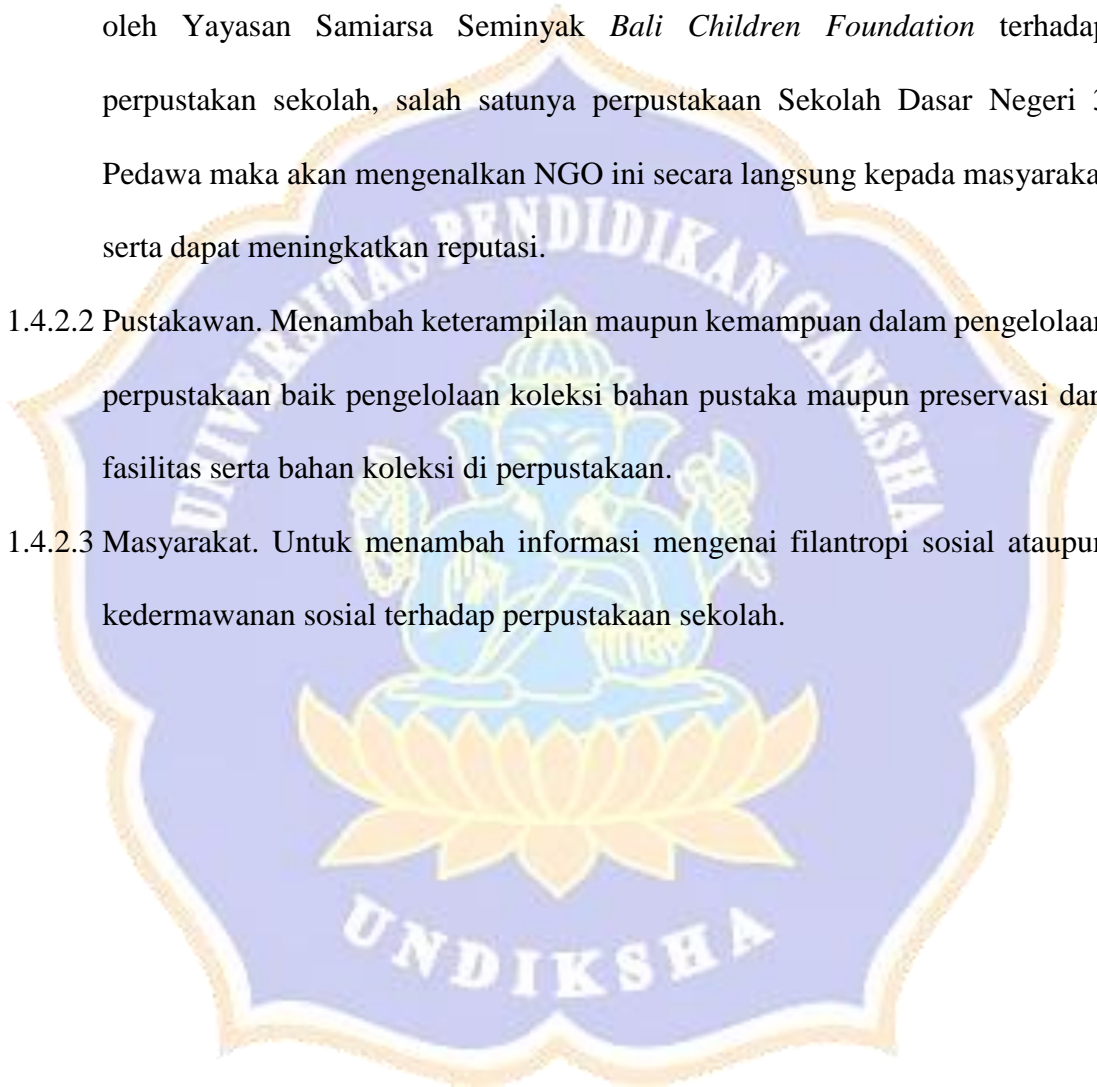 oleh Yayasan Samiarsa Seminyak Bali Children Foundation terhadap
perpustakan sekolah, salah satunya perpustakaan Sekolah Dasar Negeri 3
Pedawa maka akan mengenalkan NGO ini secara langsung kepada masyaraka
serta dapat meningkatkan reputasi.
UNIVERSITAS PENDIDIKAN GANESHA
1.4.2.2 Pustakawan. Menambah keterampilan maupun kemampuan dalam pengelolaan
perpustakaan baik pengelolaan koleksi bahan pustaka maupun preservasi dan
fasilitas serta bahan koleksi di perpustakaan.
1.4.2.3 Masyarakat. Untuk menambah informasi mengenai filantropi sosial ataupun
kedermawanan sosial terhadap perpustakaan sekolah.
UNDIKSHA